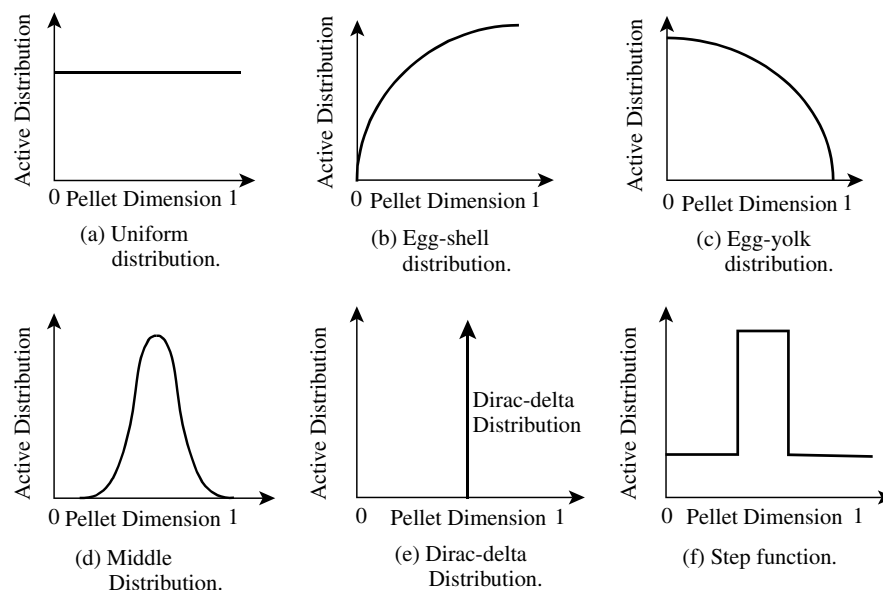 Active Distribution
0 Pellet Dimension 1
(a) Uniform
distribution.
Active Distribution
0 Pellet Dimension 1
(b) Egg-shell
distribution.
Active Distribution
0 Pellet Dimension 1
(c) Egg-yolk
distribution.
Active Distribution
0 Pellet Dimension 1
(d) Middle
Distribution.
Active Distribution
Dirac-delta
Distribution
0 Pellet Dimension 1
(e) Dirac-delta
Distribution.
Active Distribution
0 Pellet Dimension 1
(f) Step function.